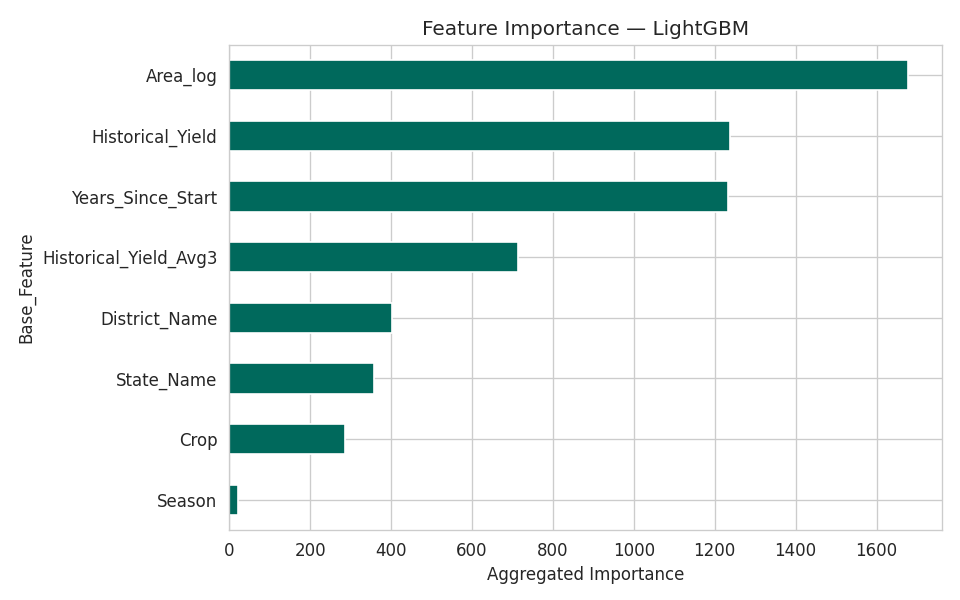 Feature Importance — LightGBM
Base_Feature
Area_log
Historical_Yield
Years_Since_Start
Historical_Yield_Avg3
District_Name
State_Name
Crop
Season
0 200 400 600 800 1000 1200 1400 1600
Aggregated Importance